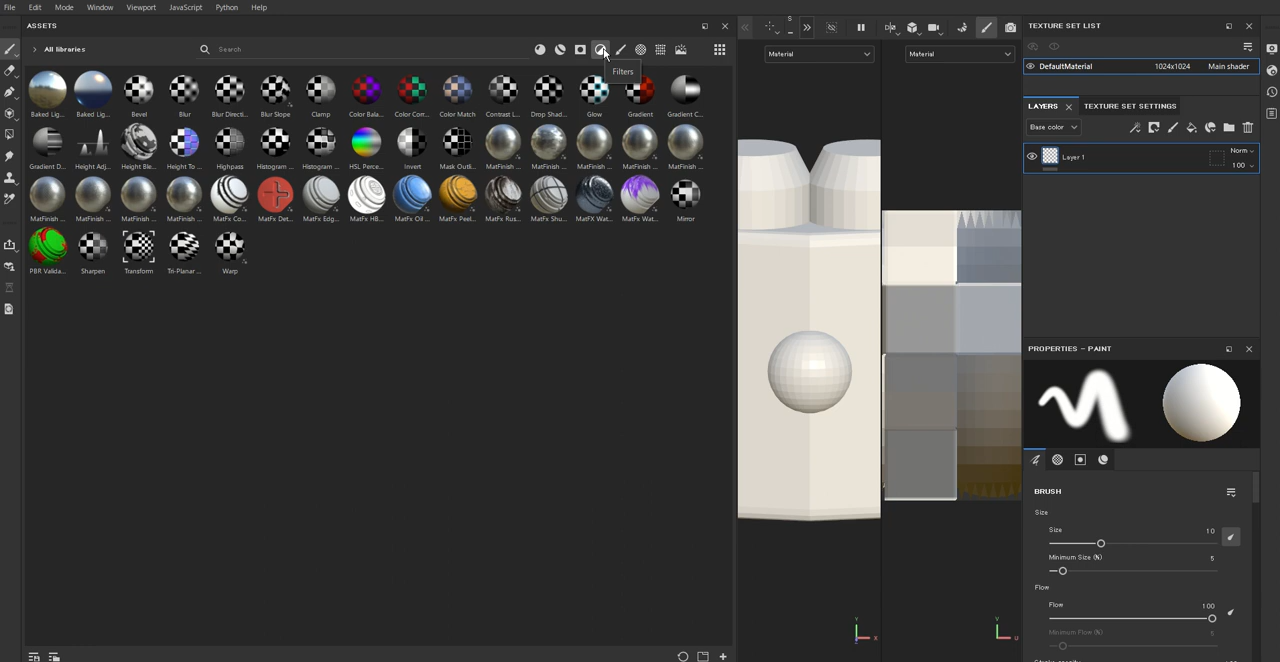 File Edit Mode Window Viewport JavaScript Python Help
ASSETS
All libraries
Search
Filters
Baked Lig... Baked Lig... Bevel Blur Blur Directi... Blur Slope Clamp Color Bala... Color Corr... Color Match Contrast L... Drop Shad... Glow Gradient Gradient C...
Gradient D... Height Adj... Height Ble... Height To ... Highpass Histogram ... Histogram ... HSL Perce... Invert Mask Outli... MatFinish ... MatFinish ... MatFinish ... MatFinish ... MatFinish ...
MatFinish ... MatFinish ... MatFinish ... MatFinish ... MatFx Co... MatFx Det... MatFx Edg... MatFx HB... MatFx Oil ... MatFx Peel... MatFx Rus... MatFx Shu... MatFX Wat... MatFx Wat... Mirror
PBR Valida... Sharpen Transform Tri-Planar ... Warp
S
Material
Material
Y
X
V
U
TEXTURE SET LIST
DefaultMaterial 1024x1024 Main shader
LAYERS TEXTURE SET SETTINGS
Base color
Layer 1
Norm
100
PROPERTIES - PAINT
BRUSH
Size
Size 10
Minimum Size (%) 5
Flow
Flow 100
Minimum Flow (%) 5